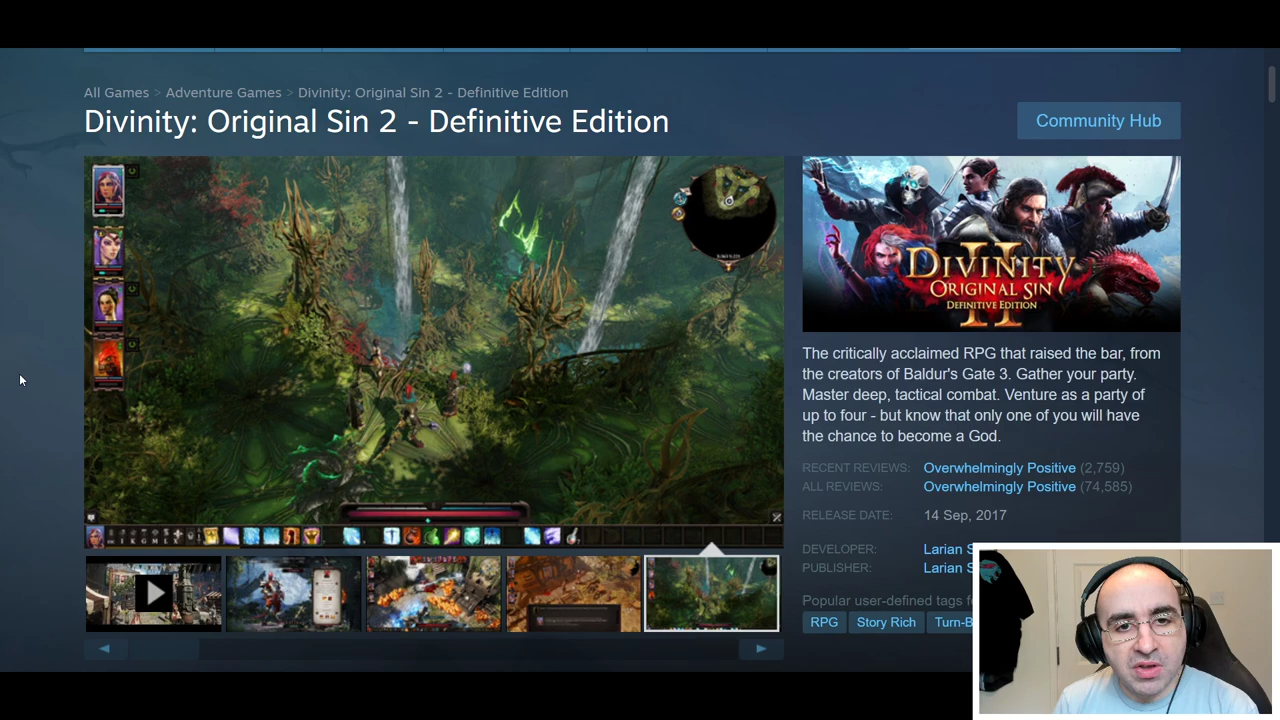 All Games > Adventure Games > Divinity: Original Sin 2 - Definitive Edition
Divinity: Original Sin 2 - Definitive Edition
Community Hub
DIVINITY
II
ORIGINAL SIN
DEFINITIVE EDITION
The critically acclaimed RPG that raised the bar, from
the creators of Baldur's Gate 3. Gather your party.
Master deep, tactical combat. Venture as a party of
up to four - but know that only one of you will have
the chance to become a God.
RECENT REVIEWS: Overwhelmingly Positive (2,759)
ALL REVIEWS: Overwhelmingly Positive (74,585)
RELEASE DATE: 14 Sep, 2017
DEVELOPER: Larian S
PUBLISHER: Larian S
Popular user-defined tags f
RPG Story Rich Turn-B